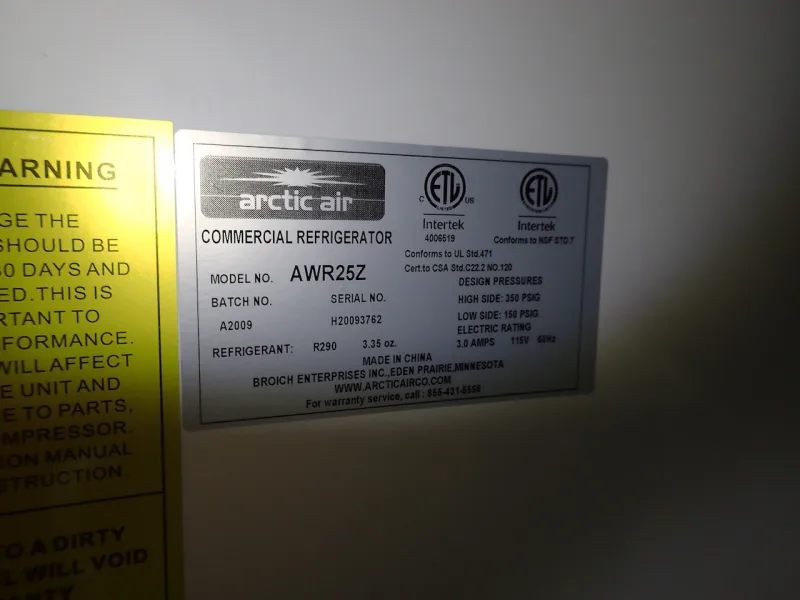 ARNING
GE THE
SHOULD BE
30 DAYS AND
ED. THIS IS
RTANT TO
FORMANCE.
WILL AFFECT
E UNIT AND
E TO PARTS,
MPRESSOR.
ON MANUAL
STRUCTION.
TO A DIRTY
L WILL VOID
ANTY
arctic air
COMMERCIAL REFRIGERATOR
C ETL US
Intertek
4006519
ETL
Intertek
Conforms to NSF STD.7
Conforms to UL Std.471
Cert.to CSA Std.C22.2 NO.120
MODEL NO. AWR25Z
BATCH NO. SERIAL NO.
A2009 H20093762
REFRIGERANT: R290 3.35 oz.
DESIGN PRESSURES
HIGH SIDE: 350 PSIG
LOW SIDE: 150 PSIG
ELECTRIC RATING
3.0 AMPS 115V 60Hz
MADE IN CHINA
BROICH ENTERPRISES INC.,EDEN PRAIRIE,MINNESOTA
WWW.ARCTICAIRCO.COM
For warranty service, call : 855-431-5558